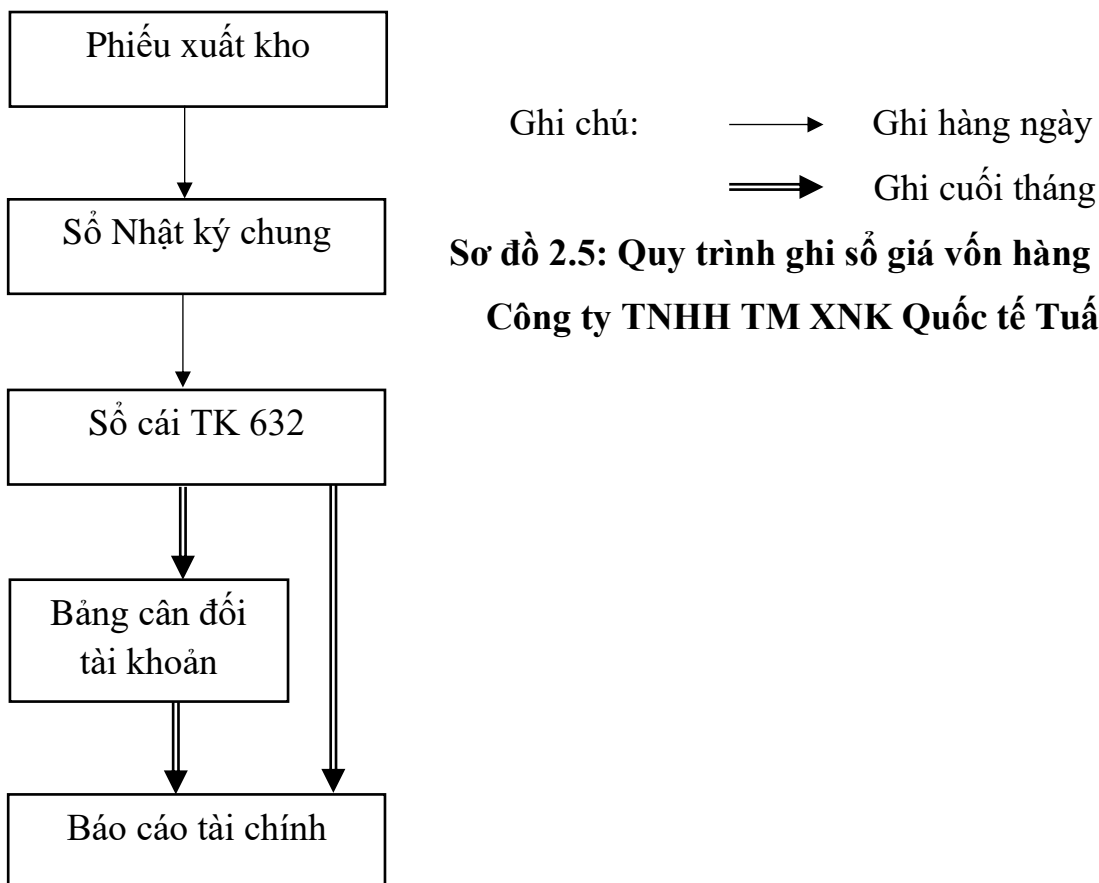 Phiếu xuất kho
Ghi chú:
Ghi hàng ngày
Ghi cuối tháng
Sổ Nhật ký chung
Sơ đồ 2.5: Quy trình ghi sổ giá vốn hàng
Công ty TNHH TM XNK Quốc tế Tuấ
Sổ cái TK 632
Bảng cân đối
tài khoản
Báo cáo tài chính